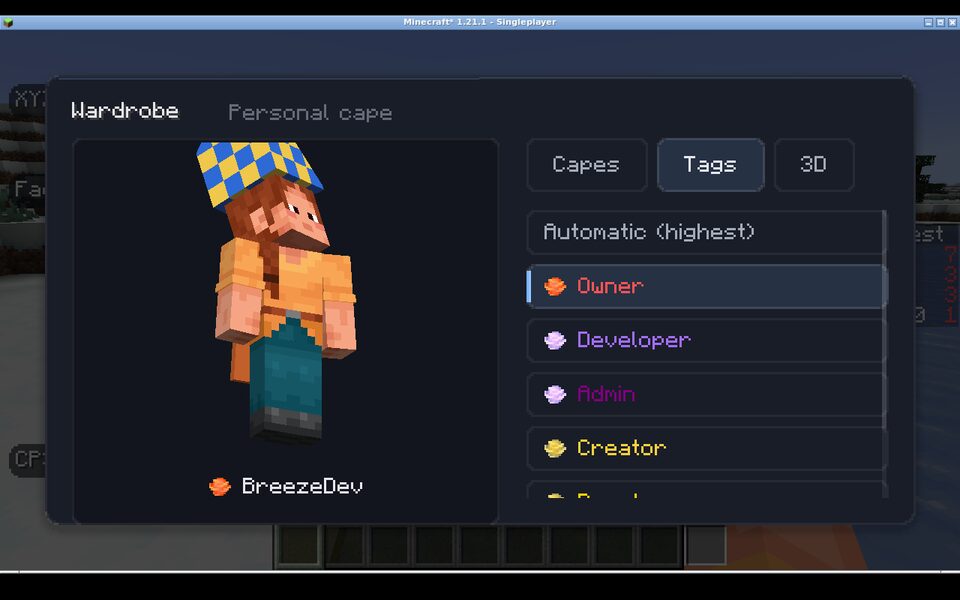 Minecraft* 1.21.1 - Singleplayer
Wardrobe
Personal cape
Capes
Tags
3D
Automatic (highest)
Owner
Developer
Admin
Creator
BreezeDev